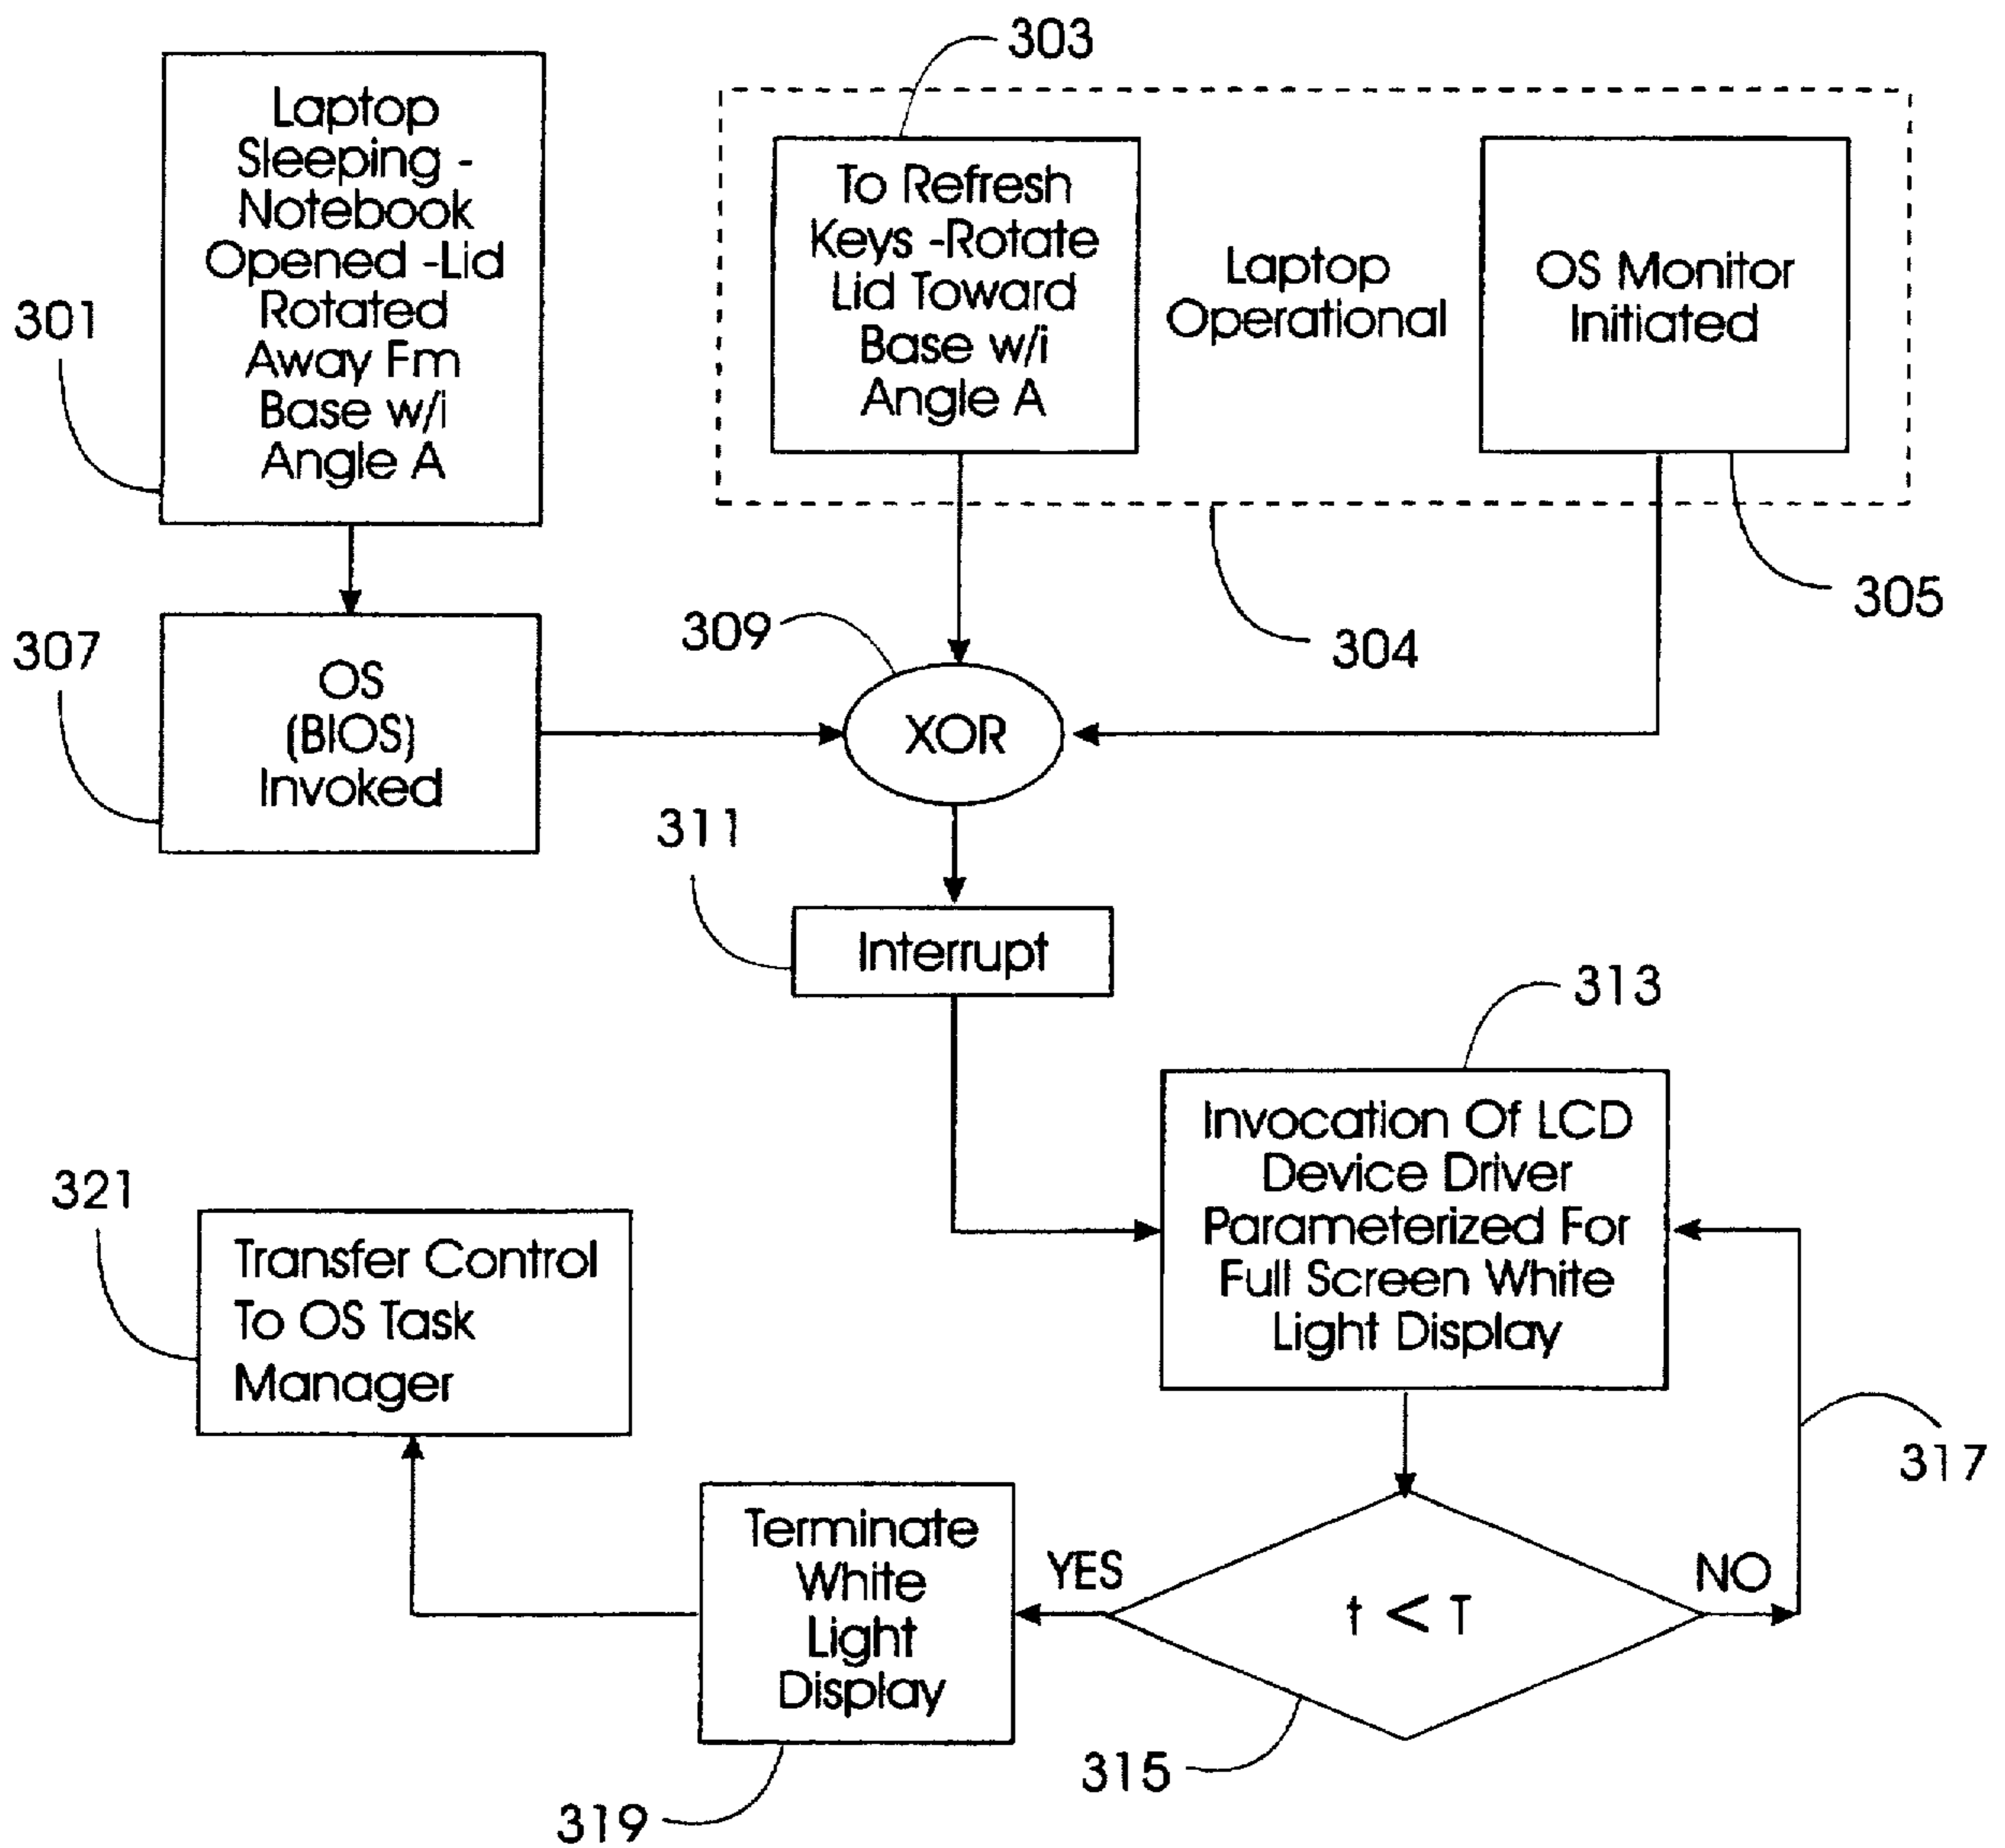 303
Laptop
Sleeping -
Notebook
Opened -Lid
Rotated
Away Fm
Base w/i
Angle A
301
To Refresh
Keys -Rotate
Lid Toward
Base w/i
Angle A
Laptop
Operational
OS Monitor
Initiated
305
304
307
OS
(BIOS)
Invoked
309
XOR
311
Interrupt
313
Invocation Of LCD
Device Driver
Parameterized For
Full Screen White
Light Display
317
321
Transfer Control
To OS Task
Manager
Terminate
White
Light
Display
YES
t < T
NO
315
319